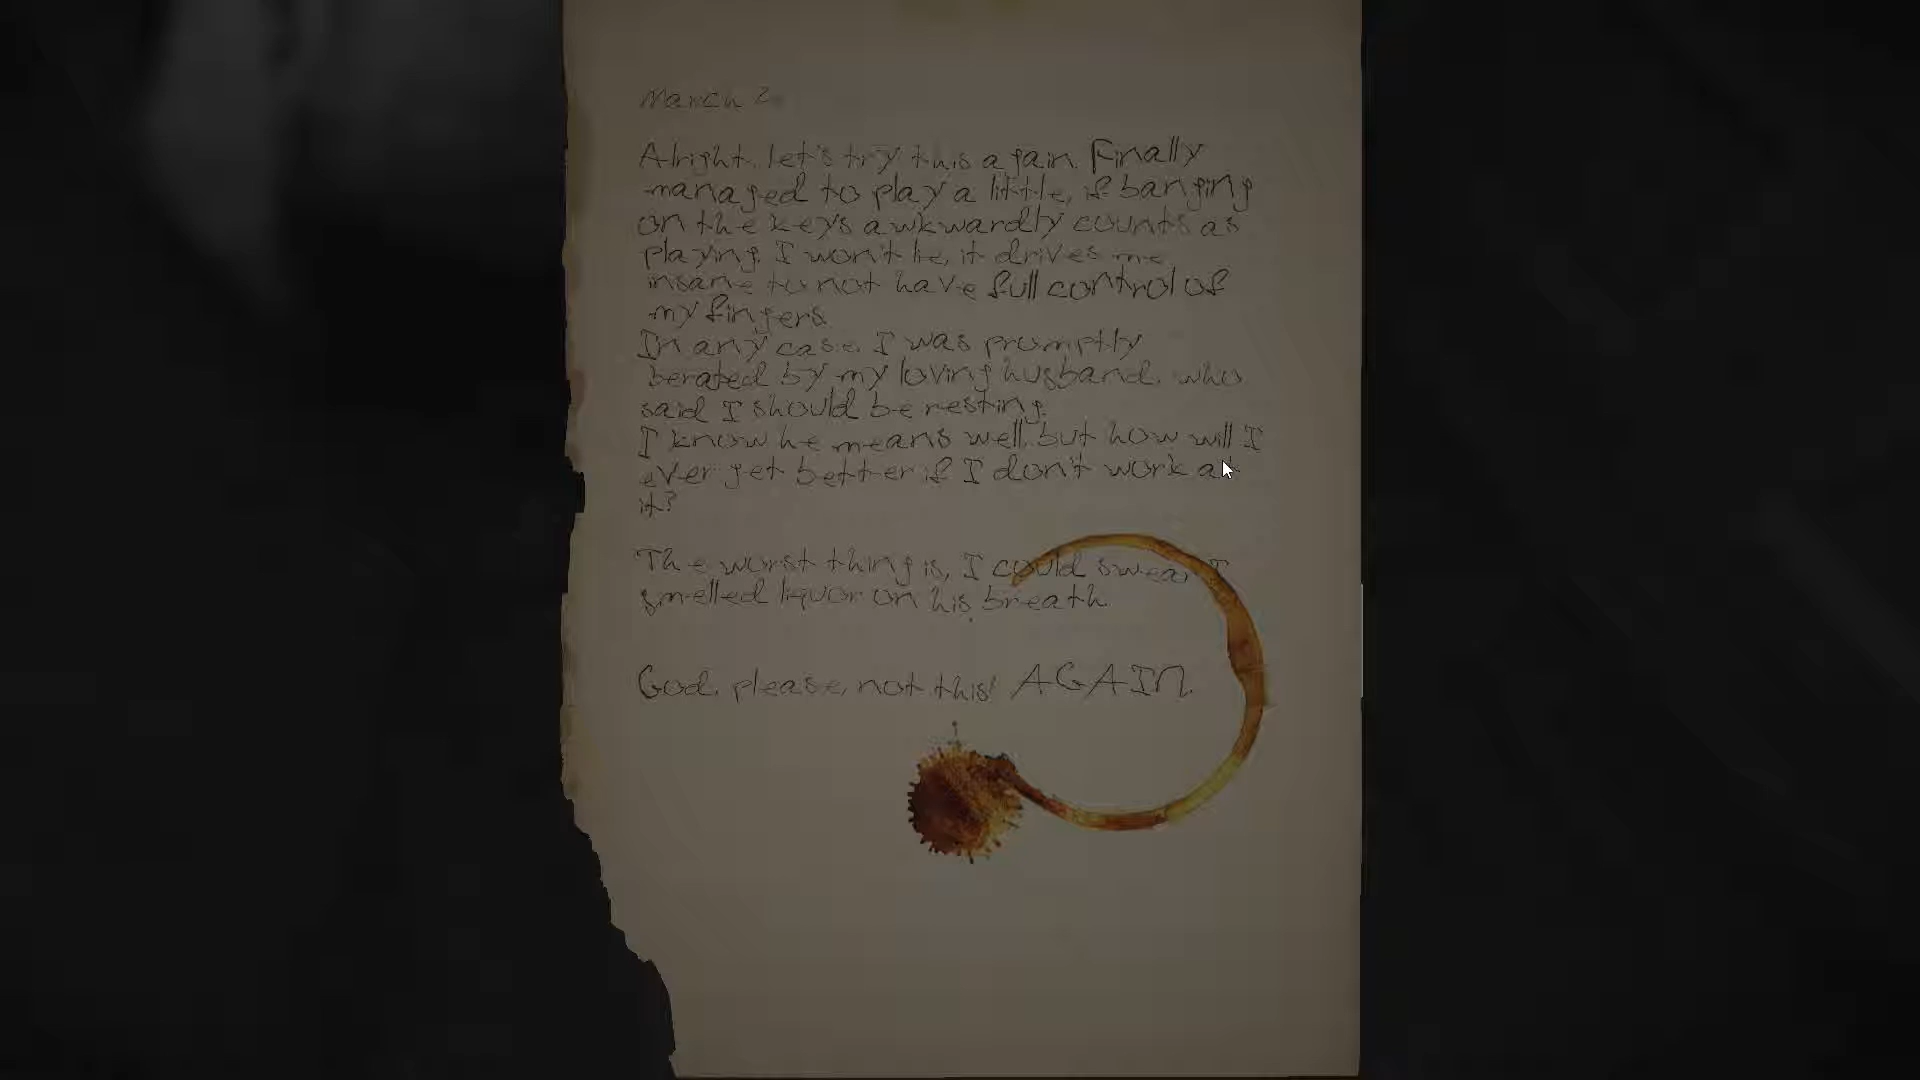 March 2
Alright, let's try this again. Finally
managed to play a little, if banging
on the keys awkwardly counts as
playing. I won't lie, it drives me
insane to not have full control of
my fingers.
In any case, I was promptly
berated by my loving husband, who
said I should be resting.
I know he means well, but how will I
ever get better if I don't work at
it?
The worst thing is, I could swear I
smelled liquor on his breath.
God, please, not this AGAIN.